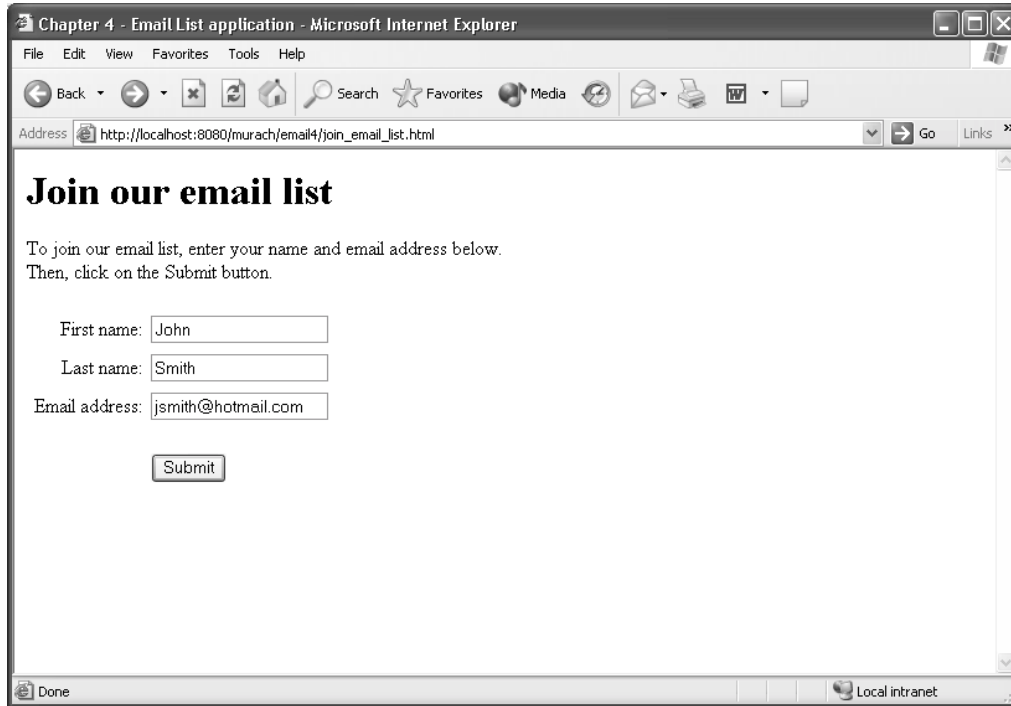 Chapter 4 - Email List application - Microsoft Internet Explorer
File Edit View Favorites Tools Help
Back Search Favorites Media W
Address http://localhost:8080/murach/email4/join_email_list.html Go Links »
Join our email list
To join our email list, enter your name and email address below.
Then, click on the Submit button.
First name: John
Last name: Smith
Email address: jsmith@hotmail.com
Submit
Done Local intranet